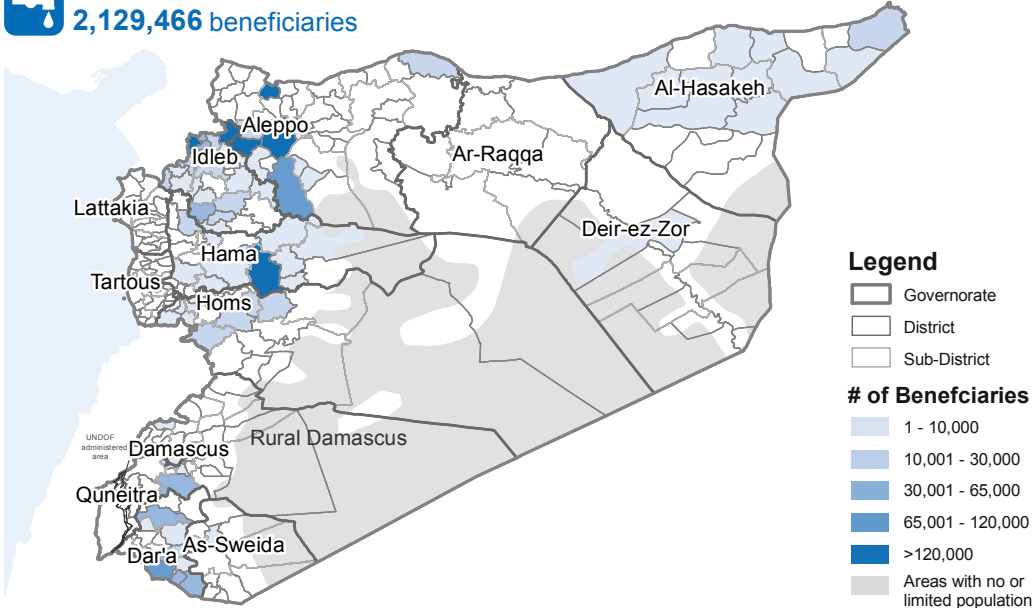 2,129,466 beneficiaries
Al-Hasakeh
Aleppo
Ar-Raqqa
Idleb
Lattakia
Deir-ez-Zor
Hama
Tartous
Homs
UNDOF
administered
area
Rural Damascus
Damascus
Quneitra
As-Sweida
Dar'a
Legend
Governorate
District
Sub-District
# of Benefciaries
1 - 10,000
10,001 - 30,000
30,001 - 65,000
65,001 - 120,000
>120,000
Areas with no or
limited population